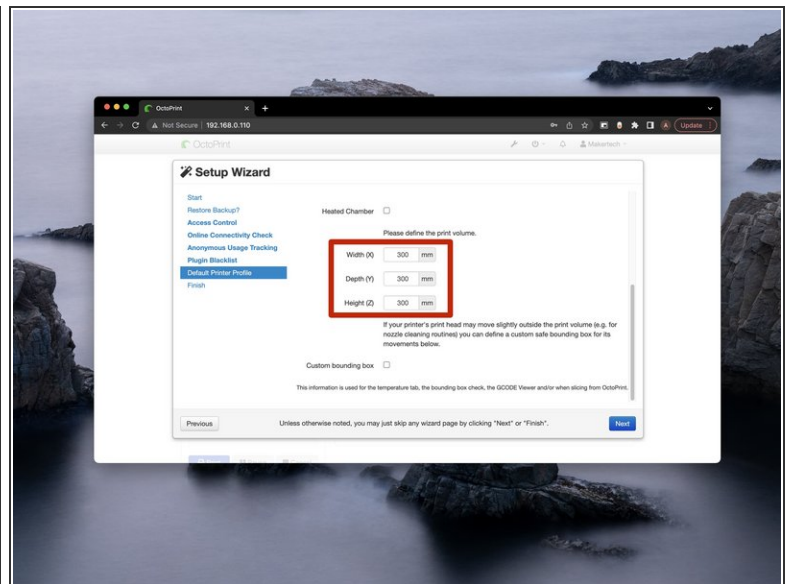 OctoPrint
Not Secure | 192.168.0.110
A
Update
OctoPrint
Makertech
Setup Wizard
Start
Restore Backup?
Access Control
Online Connectivity Check
Anonymous Usage Tracking
Plugin Blacklist
Default Printer Profile
Finish
Heated Chamber
Please define the print volume.
Width (X) 300 mm
Depth (Y) 300 mm
Height (Z) 300 mm
If your printer's print head may move slightly outside the print volume (e.g. for
nozzle cleaning routines) you can define a custom safe bounding box for its
movements below.
Custom bounding box
This information is used for the temperature tab, the bounding box check, the GCODE Viewer and/or when slicing from OctoPrint.
Previous
Unless otherwise noted, you may just skip any wizard page by clicking "Next" or "Finish".
Next